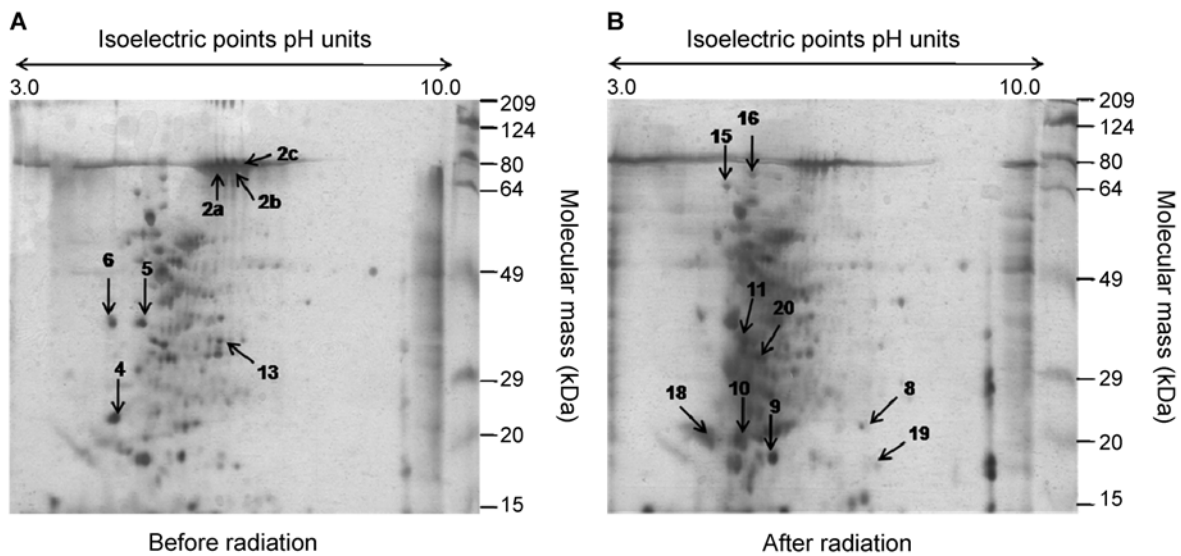 A
Isoelectric points pH units
3.0 10.0
209
124
80
64
49
29
20
15
2c
2a 2b
6 5
13
4
Molecular mass (kDa)
Before radiation
B
Isoelectric points pH units
3.0 10.0
209
124
80
64
49
29
20
15
16
15
11
20
18 10 9 8
19
Molecular mass (kDa)
After radiation